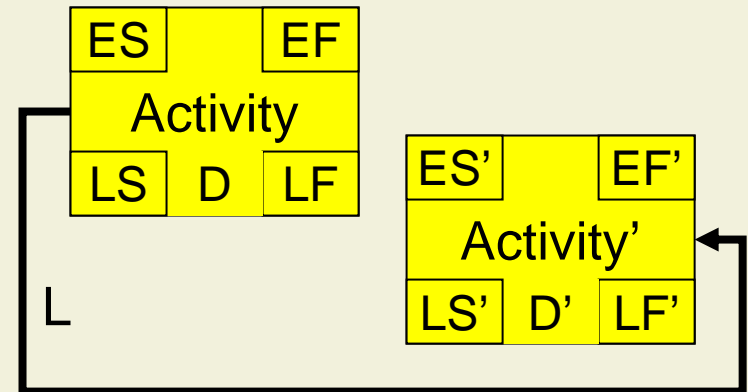 ES EF
Activity
LS D LF
ES’ EF’
Activity’
LS’ D’ LF’
L